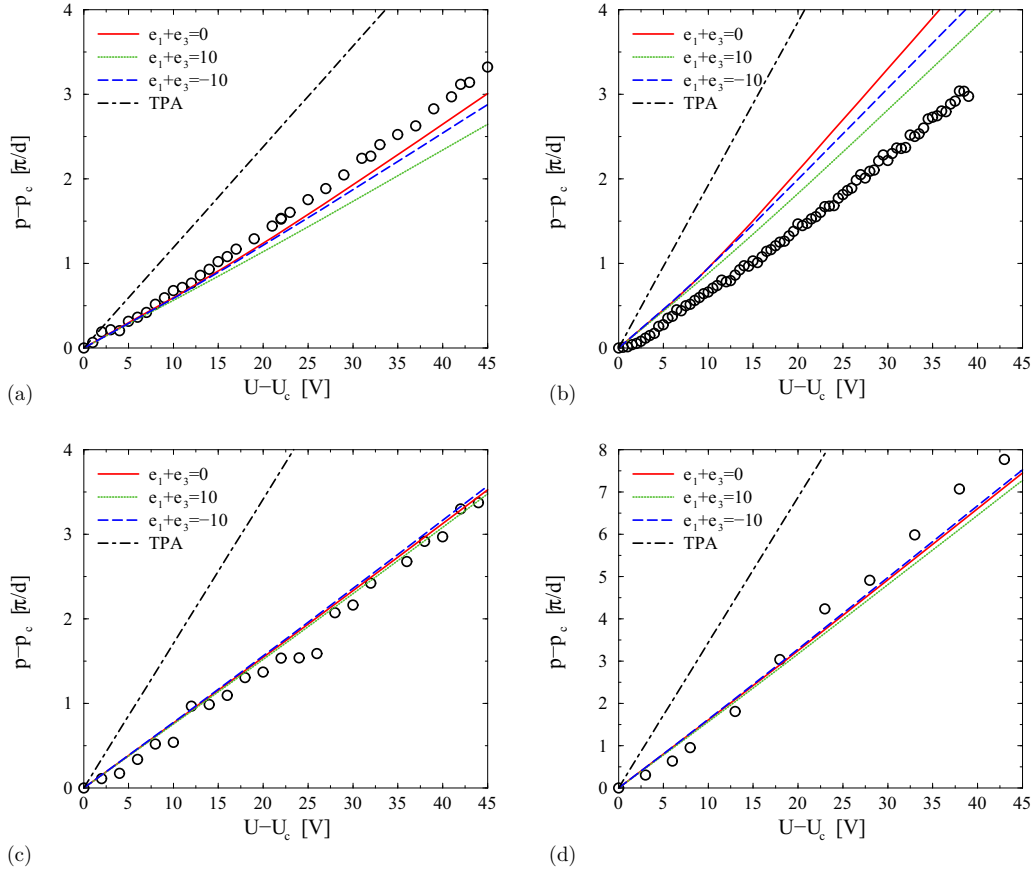 4
3
2
1
0
p−p_c [π/d]
e_1+e_3=0
e_1+e_3=10
e_1+e_3=−10
TPA
0 5 10 15 20 25 30 35 40 45
U−U_c [V]
(a)
4
3
2
1
0
p−p_c [π/d]
e_1+e_3=0
e_1+e_3=10
e_1+e_3=−10
TPA
0 5 10 15 20 25 30 35 40 45
U−U_c [V]
(b)
4
3
2
1
0
p−p_c [π/d]
e_1+e_3=0
e_1+e_3=10
e_1+e_3=−10
TPA
0 5 10 15 20 25 30 35 40 45
U−U_c [V]
(c)
8
7
6
5
4
3
2
1
0
p−p_c [π/d]
e_1+e_3=0
e_1+e_3=10
e_1+e_3=−10
TPA
0 5 10 15 20 25 30 35 40 45
U−U_c [V]
(d)